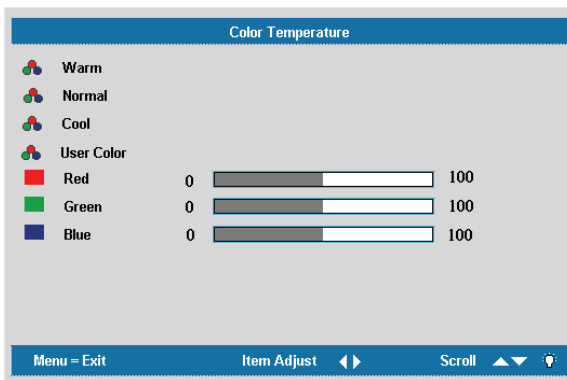 Color Temperature
Warm
Normal
Cool
User Color
Red 0 100
Green 0 100
Blue 0 100
Menu = Exit Item Adjust Scroll